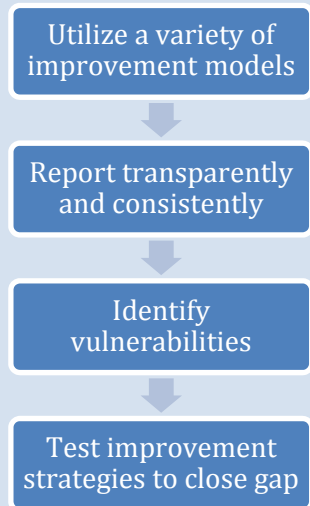 Utilize a variety of
improvement models
Report transparently
and consistently
Identify
vulnerabilities
Test improvement
strategies to close gap